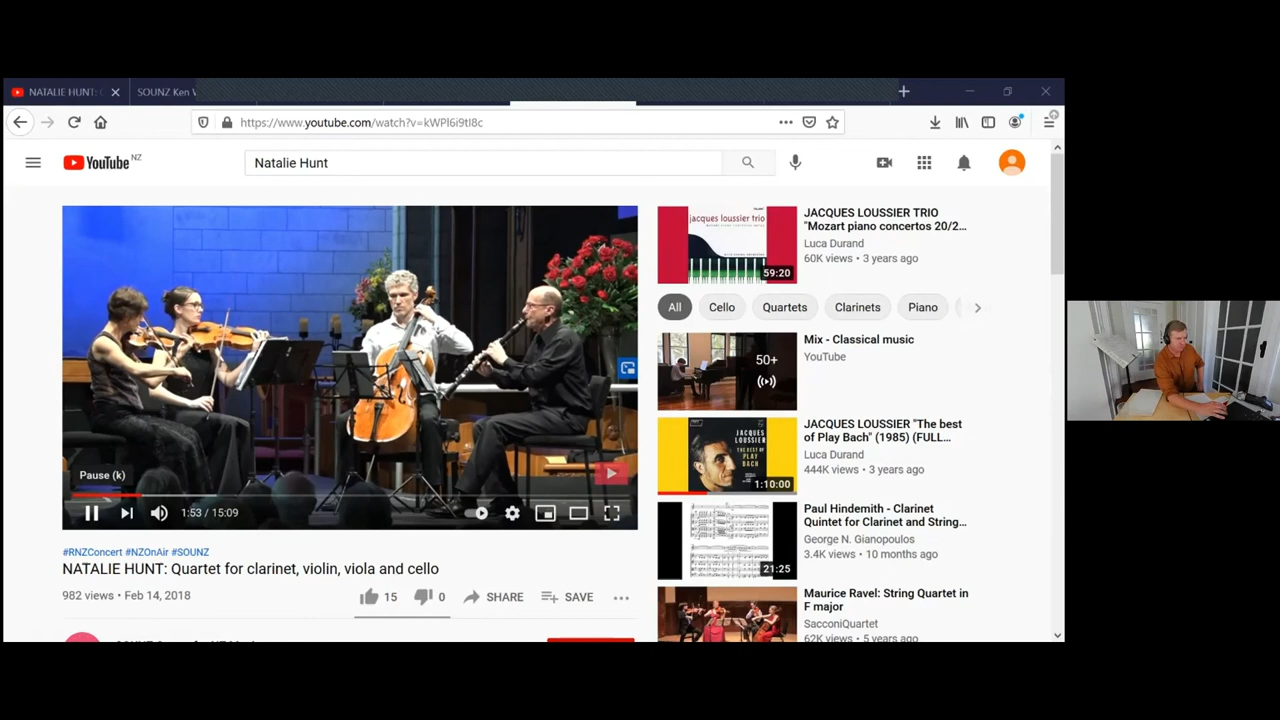 NATALIE HUNT: 
SOUNZ Ken
https://www.youtube.com/watch?v=kWPl6i9tI8c
YouTube NZ
Natalie Hunt
Pause (k)
1:53 / 15:09
#RNZConcert #NZOnAir #SOUNZ
NATALIE HUNT: Quartet for clarinet, violin, viola and cello
982 views • Feb 14, 2018
15
0
SHARE
SAVE
jacques loussier trio
59:20
JACQUES LOUSSIER TRIO
"Mozart piano concertos 20/2...
Luca Durand
60K views • 3 years ago
All
Cello
Quartets
Clarinets
Piano
50+
Mix - Classical music
YouTube
JACQUES
LOUSSIER
THE BEST
OF PLAY
BACH
1:10:00
JACQUES LOUSSIER "The best
of Play Bach" (1985) (FULL...
Luca Durand
444K views • 3 years ago
21:25
Paul Hindemith - Clarinet
Quintet for Clarinet and String...
George N. Gianopoulos
3.4K views • 10 months ago
Maurice Ravel: String Quartet in
F major
SacconiQuartet
62K views • 5 years ago